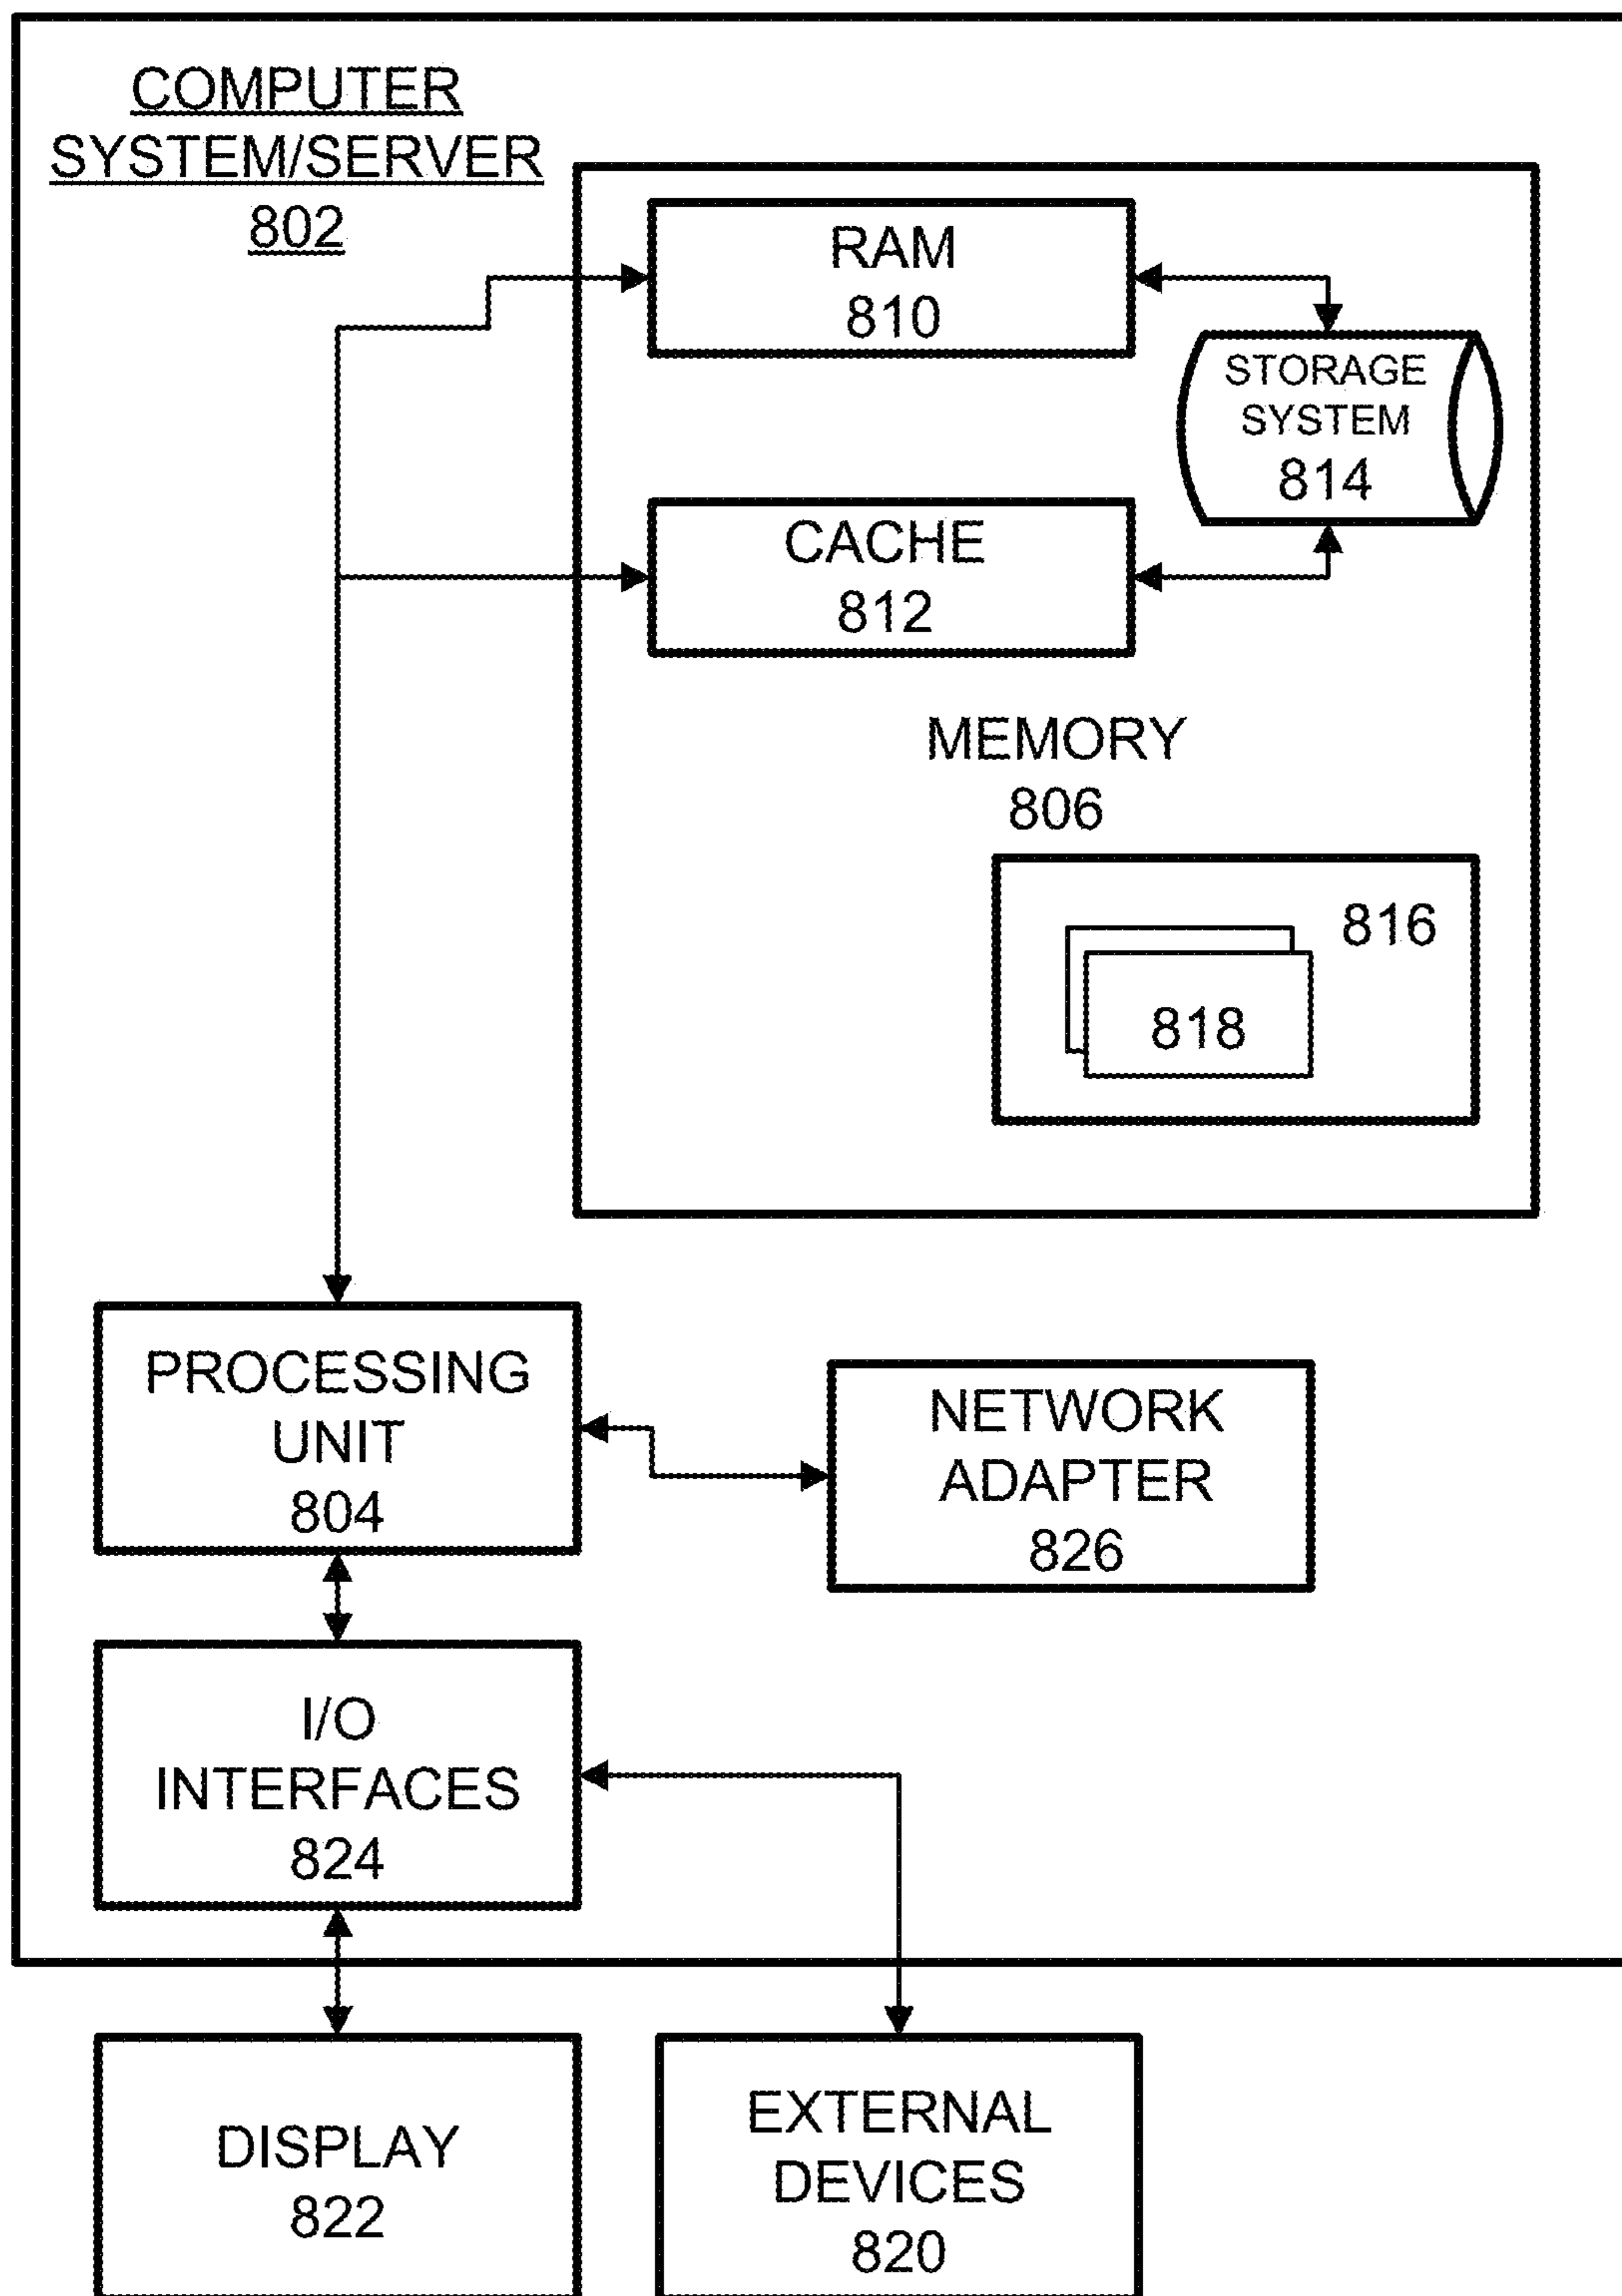 COMPUTER
SYSTEM/SERVER
802
RAM
810
STORAGE
SYSTEM
814
CACHE
812
MEMORY
806
816
818
PROCESSING
UNIT
804
NETWORK
ADAPTER
826
I/O
INTERFACES
824
DISPLAY
822
EXTERNAL
DEVICES
820